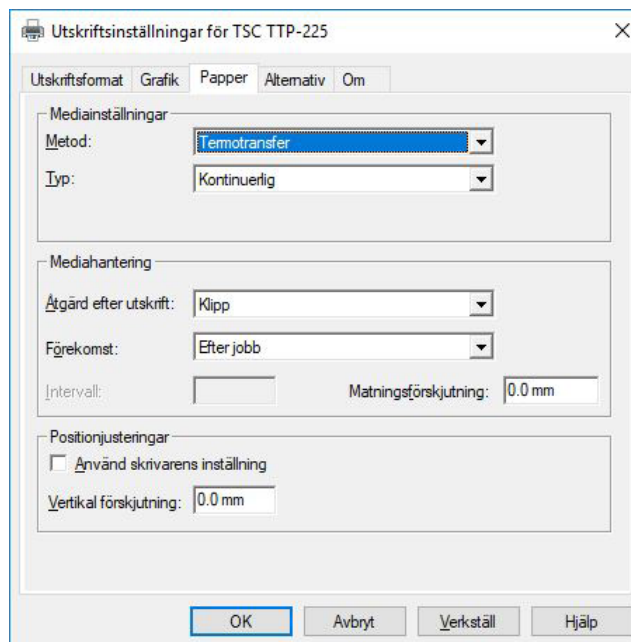 Utskriftsinställningar för TSC TTP-225
Utskriftsformat Grafik Papper Alternativ Om
Mediainställningar
Metod: Termotransfer
Typ: Kontinuerlig
Mediahantering
Åtgärd efter utskrift: Klipp
Förekomst: Efter jobb
Intervall: Matningsförskjutning: 0.0 mm
Positionjusteringar
Använd skrivarens inställning
Vertikal förskjutning: 0.0 mm
OK Avbryt Verkställ Hjälp